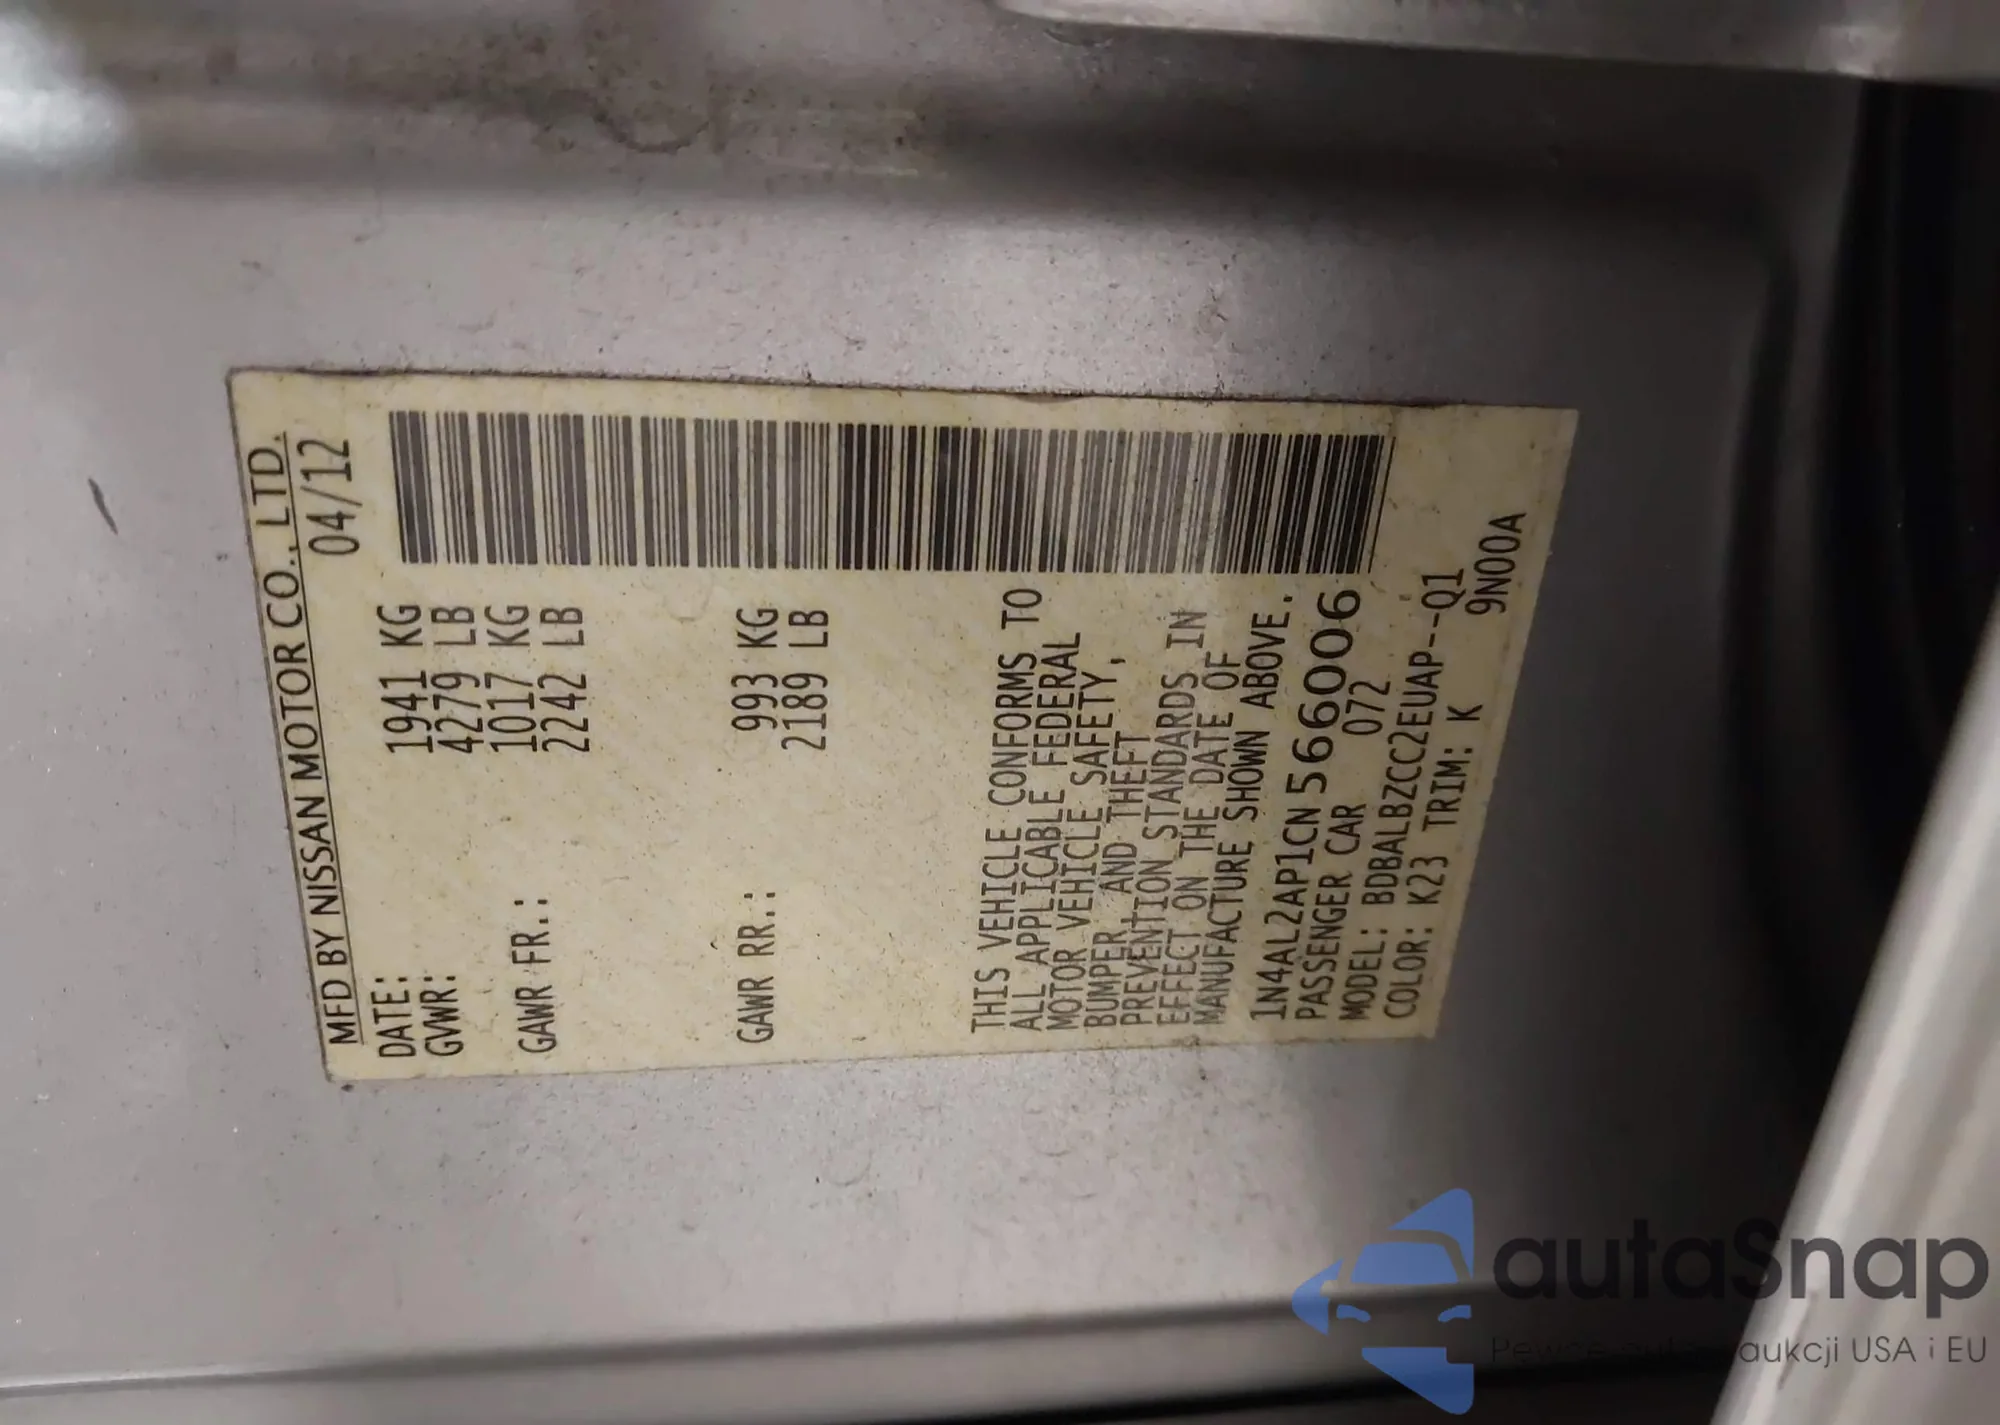 MFD BY NISSAN MOTOR CO., LTD.
DATE: 04/12
GVWR: 1941 KG
4279 LB
GAWR FR.: 1017 KG
2242 LB
GAWR RR.: 993 KG
2189 LB
THIS VEHICLE CONFORMS TO
ALL APPLICABLE FEDERAL
MOTOR VEHICLE SAFETY,
BUMPER AND THEFT
PREVENTION STANDARDS IN
EFFECT ON THE DATE OF
MANUFACTURE SHOWN ABOVE.
1N4AL2AP1CN566006
PASSENGER CAR 072
MODEL: BDBALBZCC2EUAP--Q1
COLOR: K23 TRIM: K
9N00A
autaSnap
Pewne auta z aukcji USA i EU